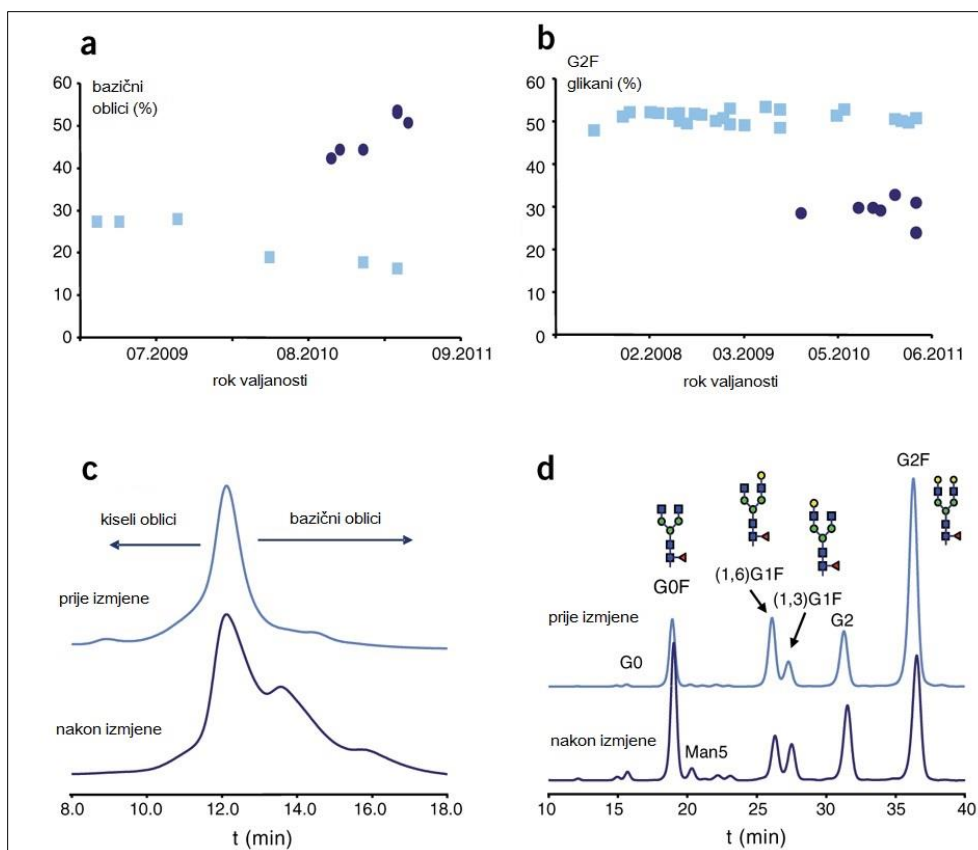 a
bazični
oblici (%)
60
50
40
30
20
10
0
07.2009
08.2010
09.2011
rok valjanosti
b
G2F
glikani (%)
60
50
40
30
20
10
0
02.2008
03.2009
05.2010
06.2011
rok valjanosti
c
kiseli oblici
bazični oblici
prije izmjene
nakon izmjene
8.0
10.0
12.0
14.0
16.0
18.0
t (min)
d
G2F
G0F
(1,6)G1F
(1,3)G1F
prije izmjene
G0
G2
nakon izmjene
Man5
10
15
20
25
30
35
40
t (min)